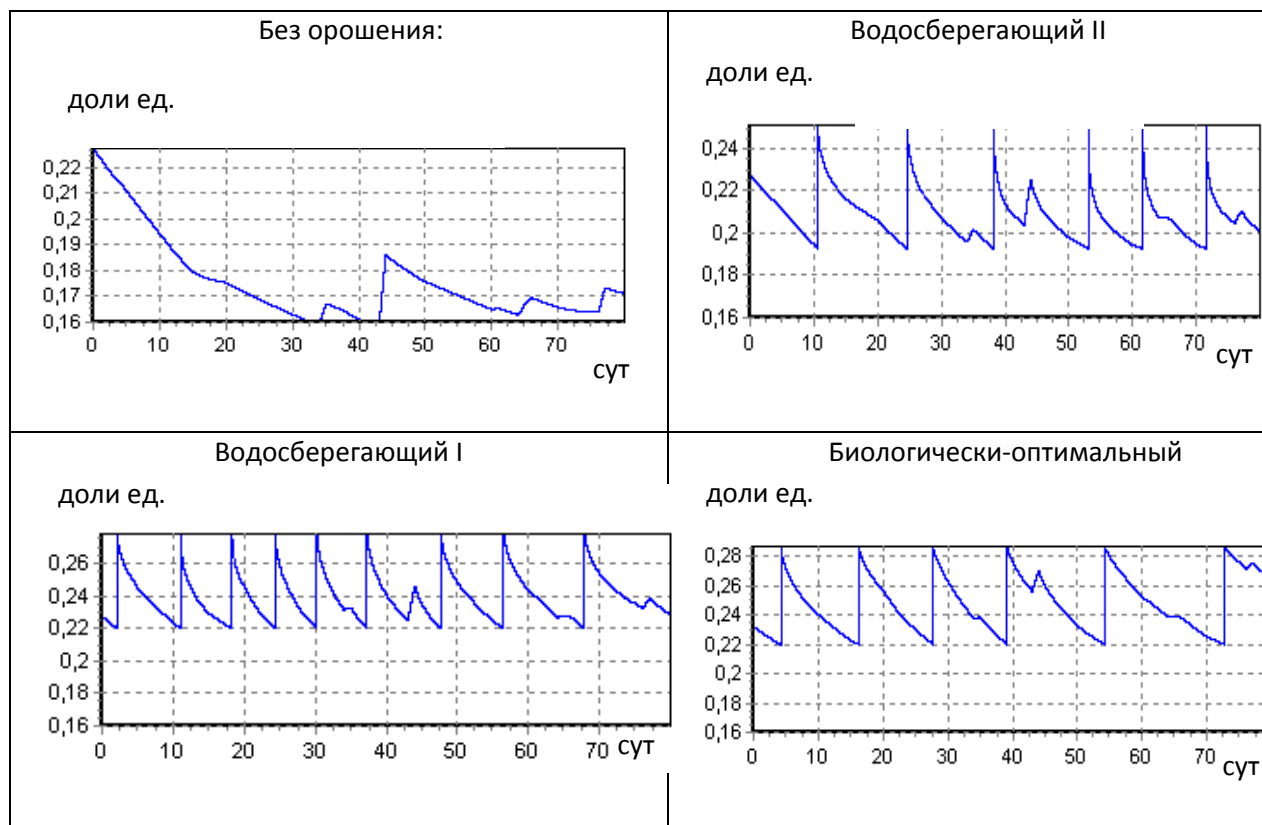 Без орошения:
доли ед.
0,22
0,21
0,2
0,19
0,18
0,17
0,16
0 10 20 30 40 50 60 70
сут
Водосберегающий II
доли ед.
0,24
0,22
0,2
0,18
0,16
0 10 20 30 40 50 60 70
сут
Водосберегающий I
доли ед.
0,26
0,24
0,22
0,2
0,18
0,16
0 10 20 30 40 50 60 70 сут
Биологически-оптимальный
доли ед.
0,28
0,26
0,24
0,22
0,2
0,18
0,16
0 10 20 30 40 50 60 70
сут